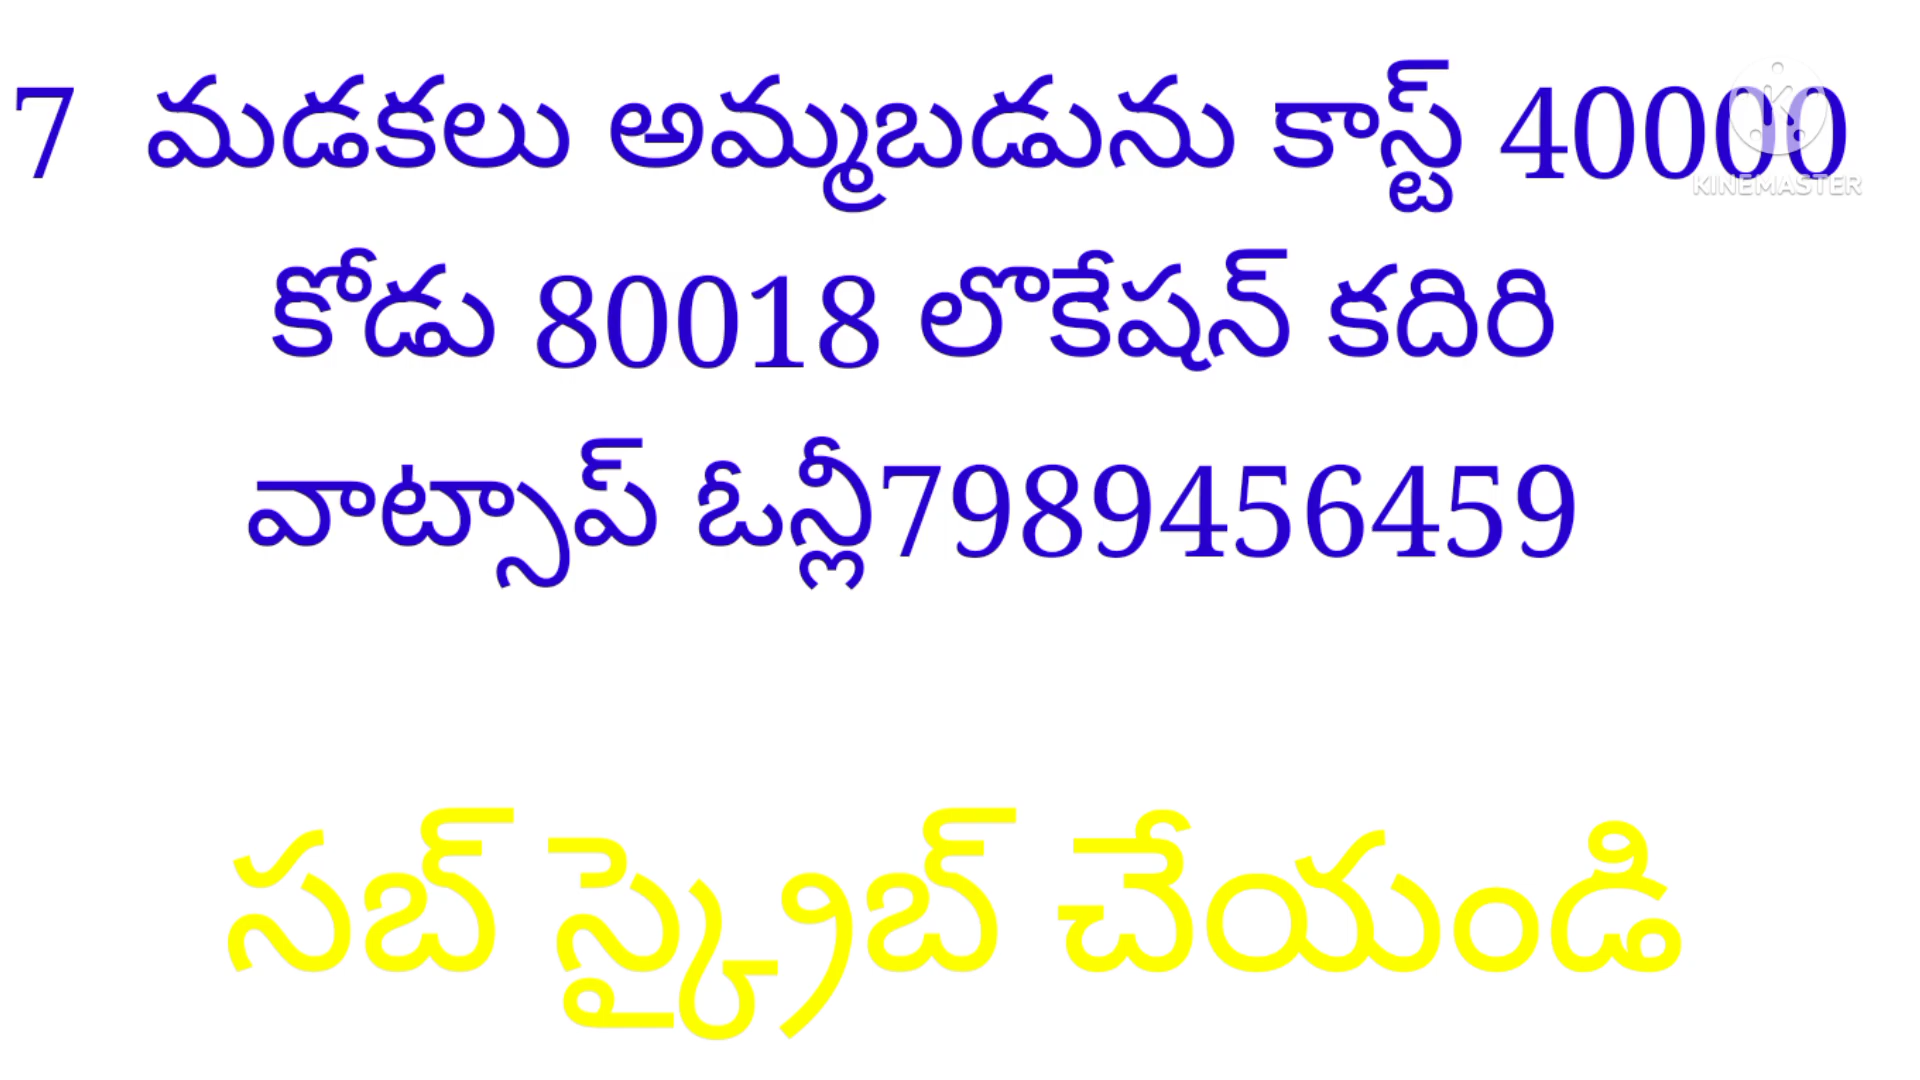 7 మడకలు అమ్మబడును కాస్ట్ 40000
కోడు 80018 లొకేషన్ కదిరి
వాట్సాప్ ఓన్లీ7989456459
సబ్ స్క్రైబ్ చేయండి
KINEMASTER